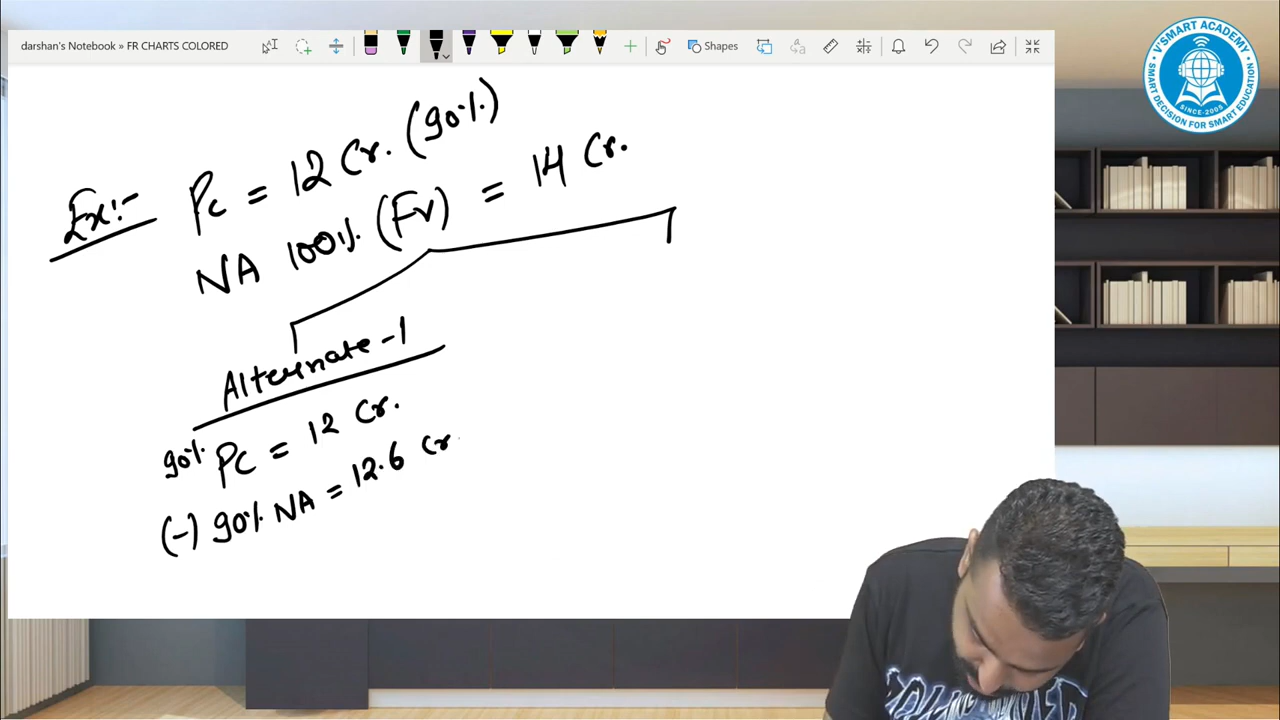 darshan's Notebook » FR CHARTS COLORED
Shapes
V'SMART ACADEMY
SINCE-2005
SMART DECISION FOR SMART EDUCATION
Ex:- PC = 12 Cr. (90%)
NA 100% (FV) = 14 Cr.
Alternate-1
90% PC = 12 Cr.
(-) 90% NA = 12.6 Cr